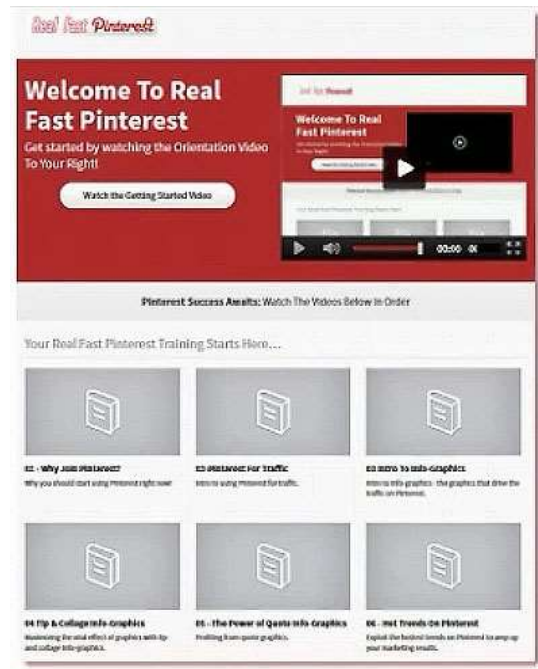 Real Fast Pinterest
Welcome To Real
Fast Pinterest
Get started by watching the Orientation Video
To Your Right!
Watch the Getting Started Video
Welcome To Real
Fast Pinterest
00:00
Pinterest Success Awaits: Watch The Videos Below In Order
Your Real Fast Pinterest Training Starts Here...
01 - Why Join Pinterest?
Why you should start using Pinterest right now!
02 Pinterest For Traffic
Intro to using Pinterest for traffic.
03 Intro To Info-Graphics
Intro to info-graphics - the graphics that drive the
traffic on Pinterest.
04 Tip & Collage Info-Graphics
Maximizing the viral effect of graphics with tip
and collage info-graphics.
05 - The Power of Quote Info-Graphics
Profiting from quote graphics.
06 - Hot Trends On Pinterest
Exploit the hottest trends on Pinterest to amp up
your marketing results.